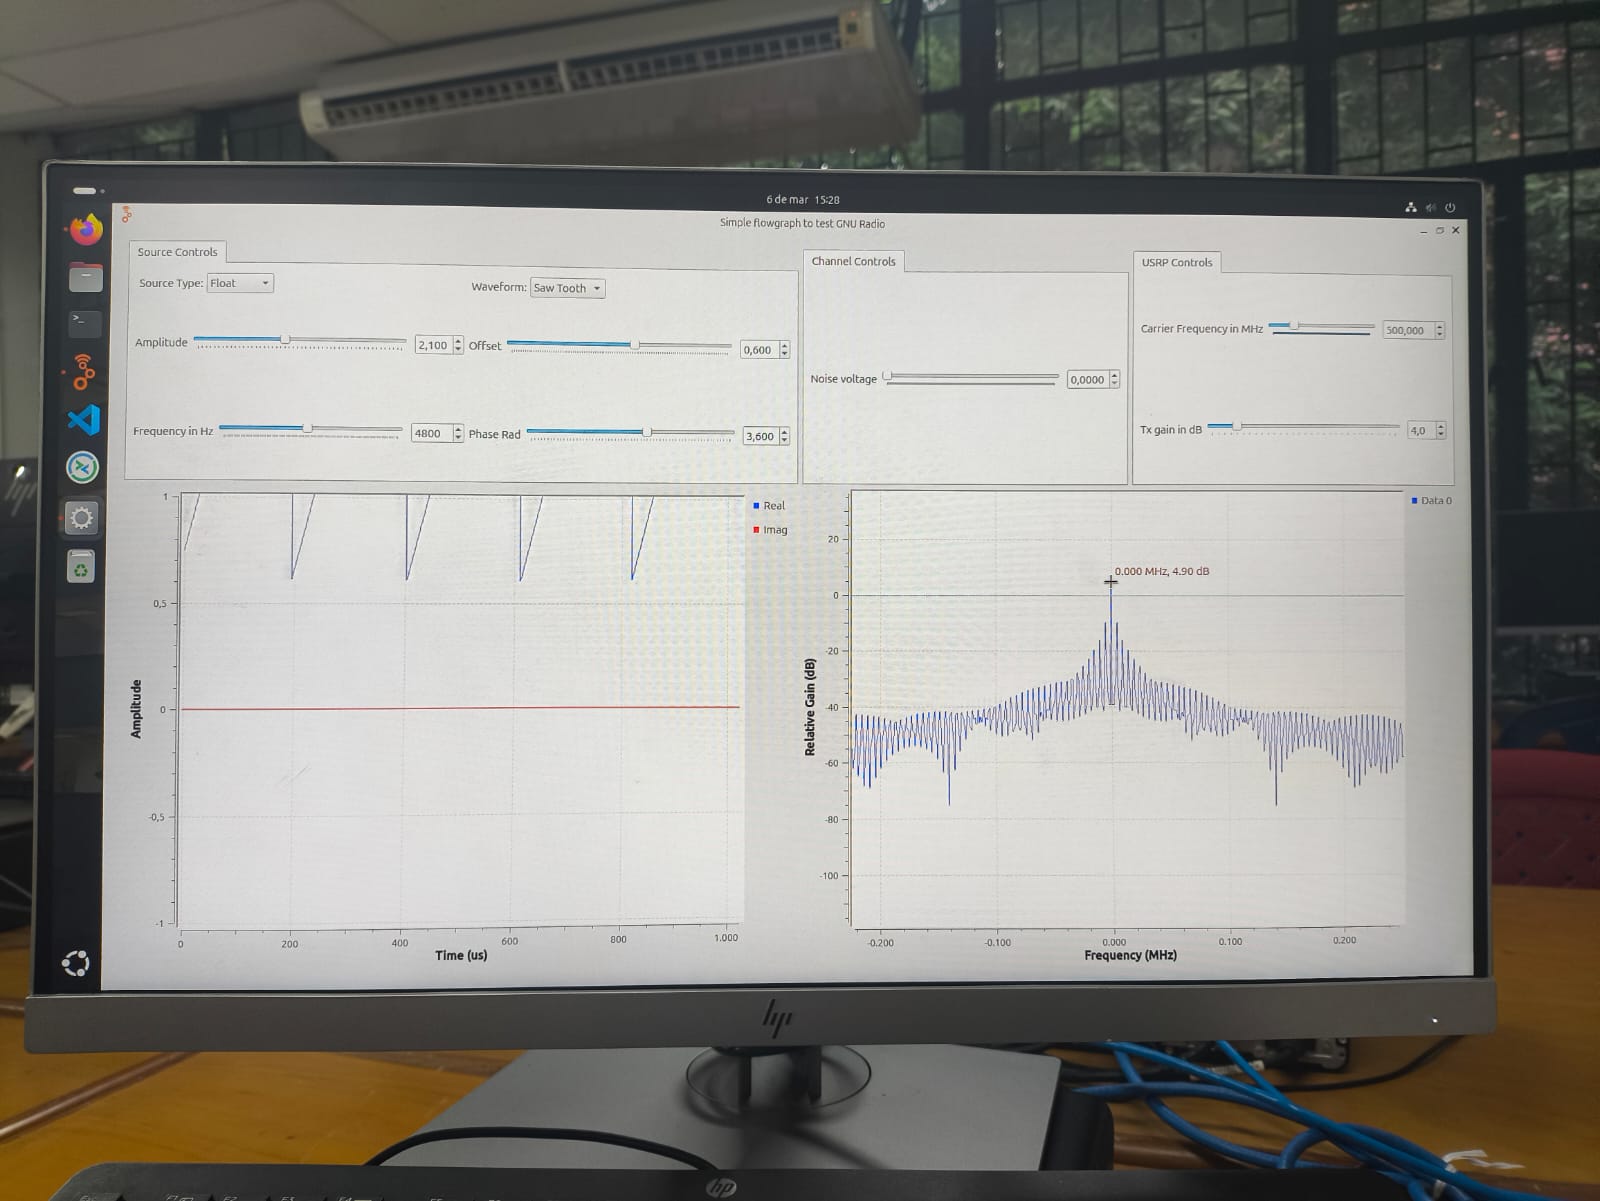 6 de mar 15:28
Simple flowgraph to test GNU Radio
Source Controls
Channel Controls
USRP Controls
Source Type: Float
Waveform: Saw Tooth
Amplitude 2,100 Offset 0,600
Carrier Frequency in MHz 500,000
Noise voltage 0,0000
Frequency in Hz 4800 Phase Rad 3,600
Tx gain in dB 4,0
1
0,5
0
-0,5
-1
Amplitude
0 200 400 600 800 1.000
Time (us)
Real
Imag
Data 0
0.000 MHz, 4.90 dB
20
0
-20
-40
-60
-80
-100
Relative Gain (dB)
-0.200 -0.100 0.000 0.100 0.200
Frequency (MHz)
hp
hp